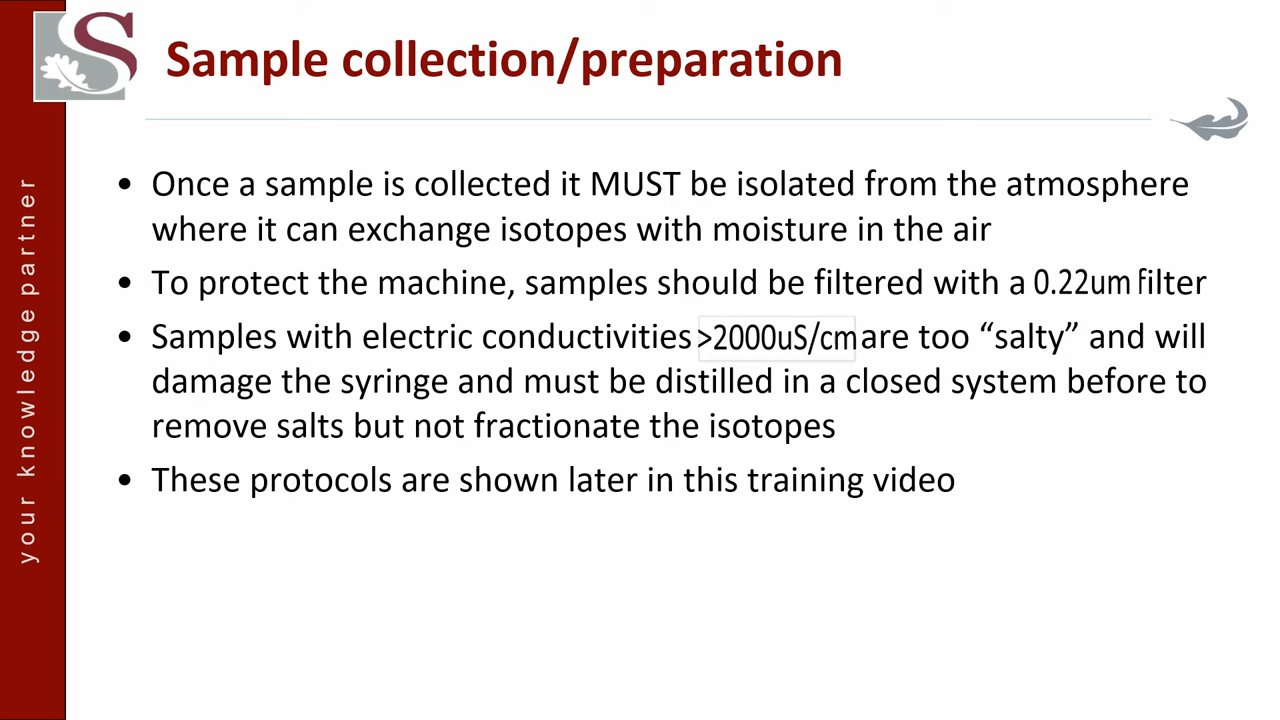 S
Sample collection/preparation
your knowledge partner
• Once a sample is collected it MUST be isolated from the atmosphere
where it can exchange isotopes with moisture in the air
• To protect the machine, samples should be filtered with a 0.22um filter
• Samples with electric conductivities >2000uS/cm are too “salty” and will
damage the syringe and must be distilled in a closed system before to
remove salts but not fractionate the isotopes
• These protocols are shown later in this training video